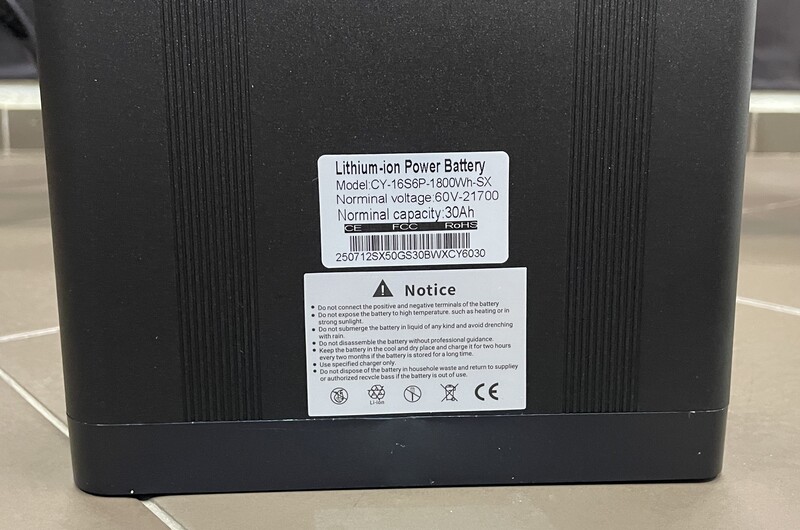 Lithium-ion Power Battery
Model:CY-16S6P-1800Wh-SX
Norminal voltage:60V-21700
Norminal capacity:30Ah
CE FCC RoHS
250712SX50GS30BWXCY6030
Notice
• Do not connect the positive and negative terminals of the battery
• Do not expose the battery to high temperature. such as heating or in
strong sunlight.
• Do not submerge the battery in liquid of any kind and avoid drenching
with rain.
• Do not disassemble the battery without professional guidance.
• Keep the battery in the cool and dry place and charge it for two hours
every two months if the battery is stored for a long time.
• Use specified charger only.
• Do not dispose of the battery in household waste and return to suppliey
or authorized rvcvclc bass if the battery is out of use.
Li-ion
CE